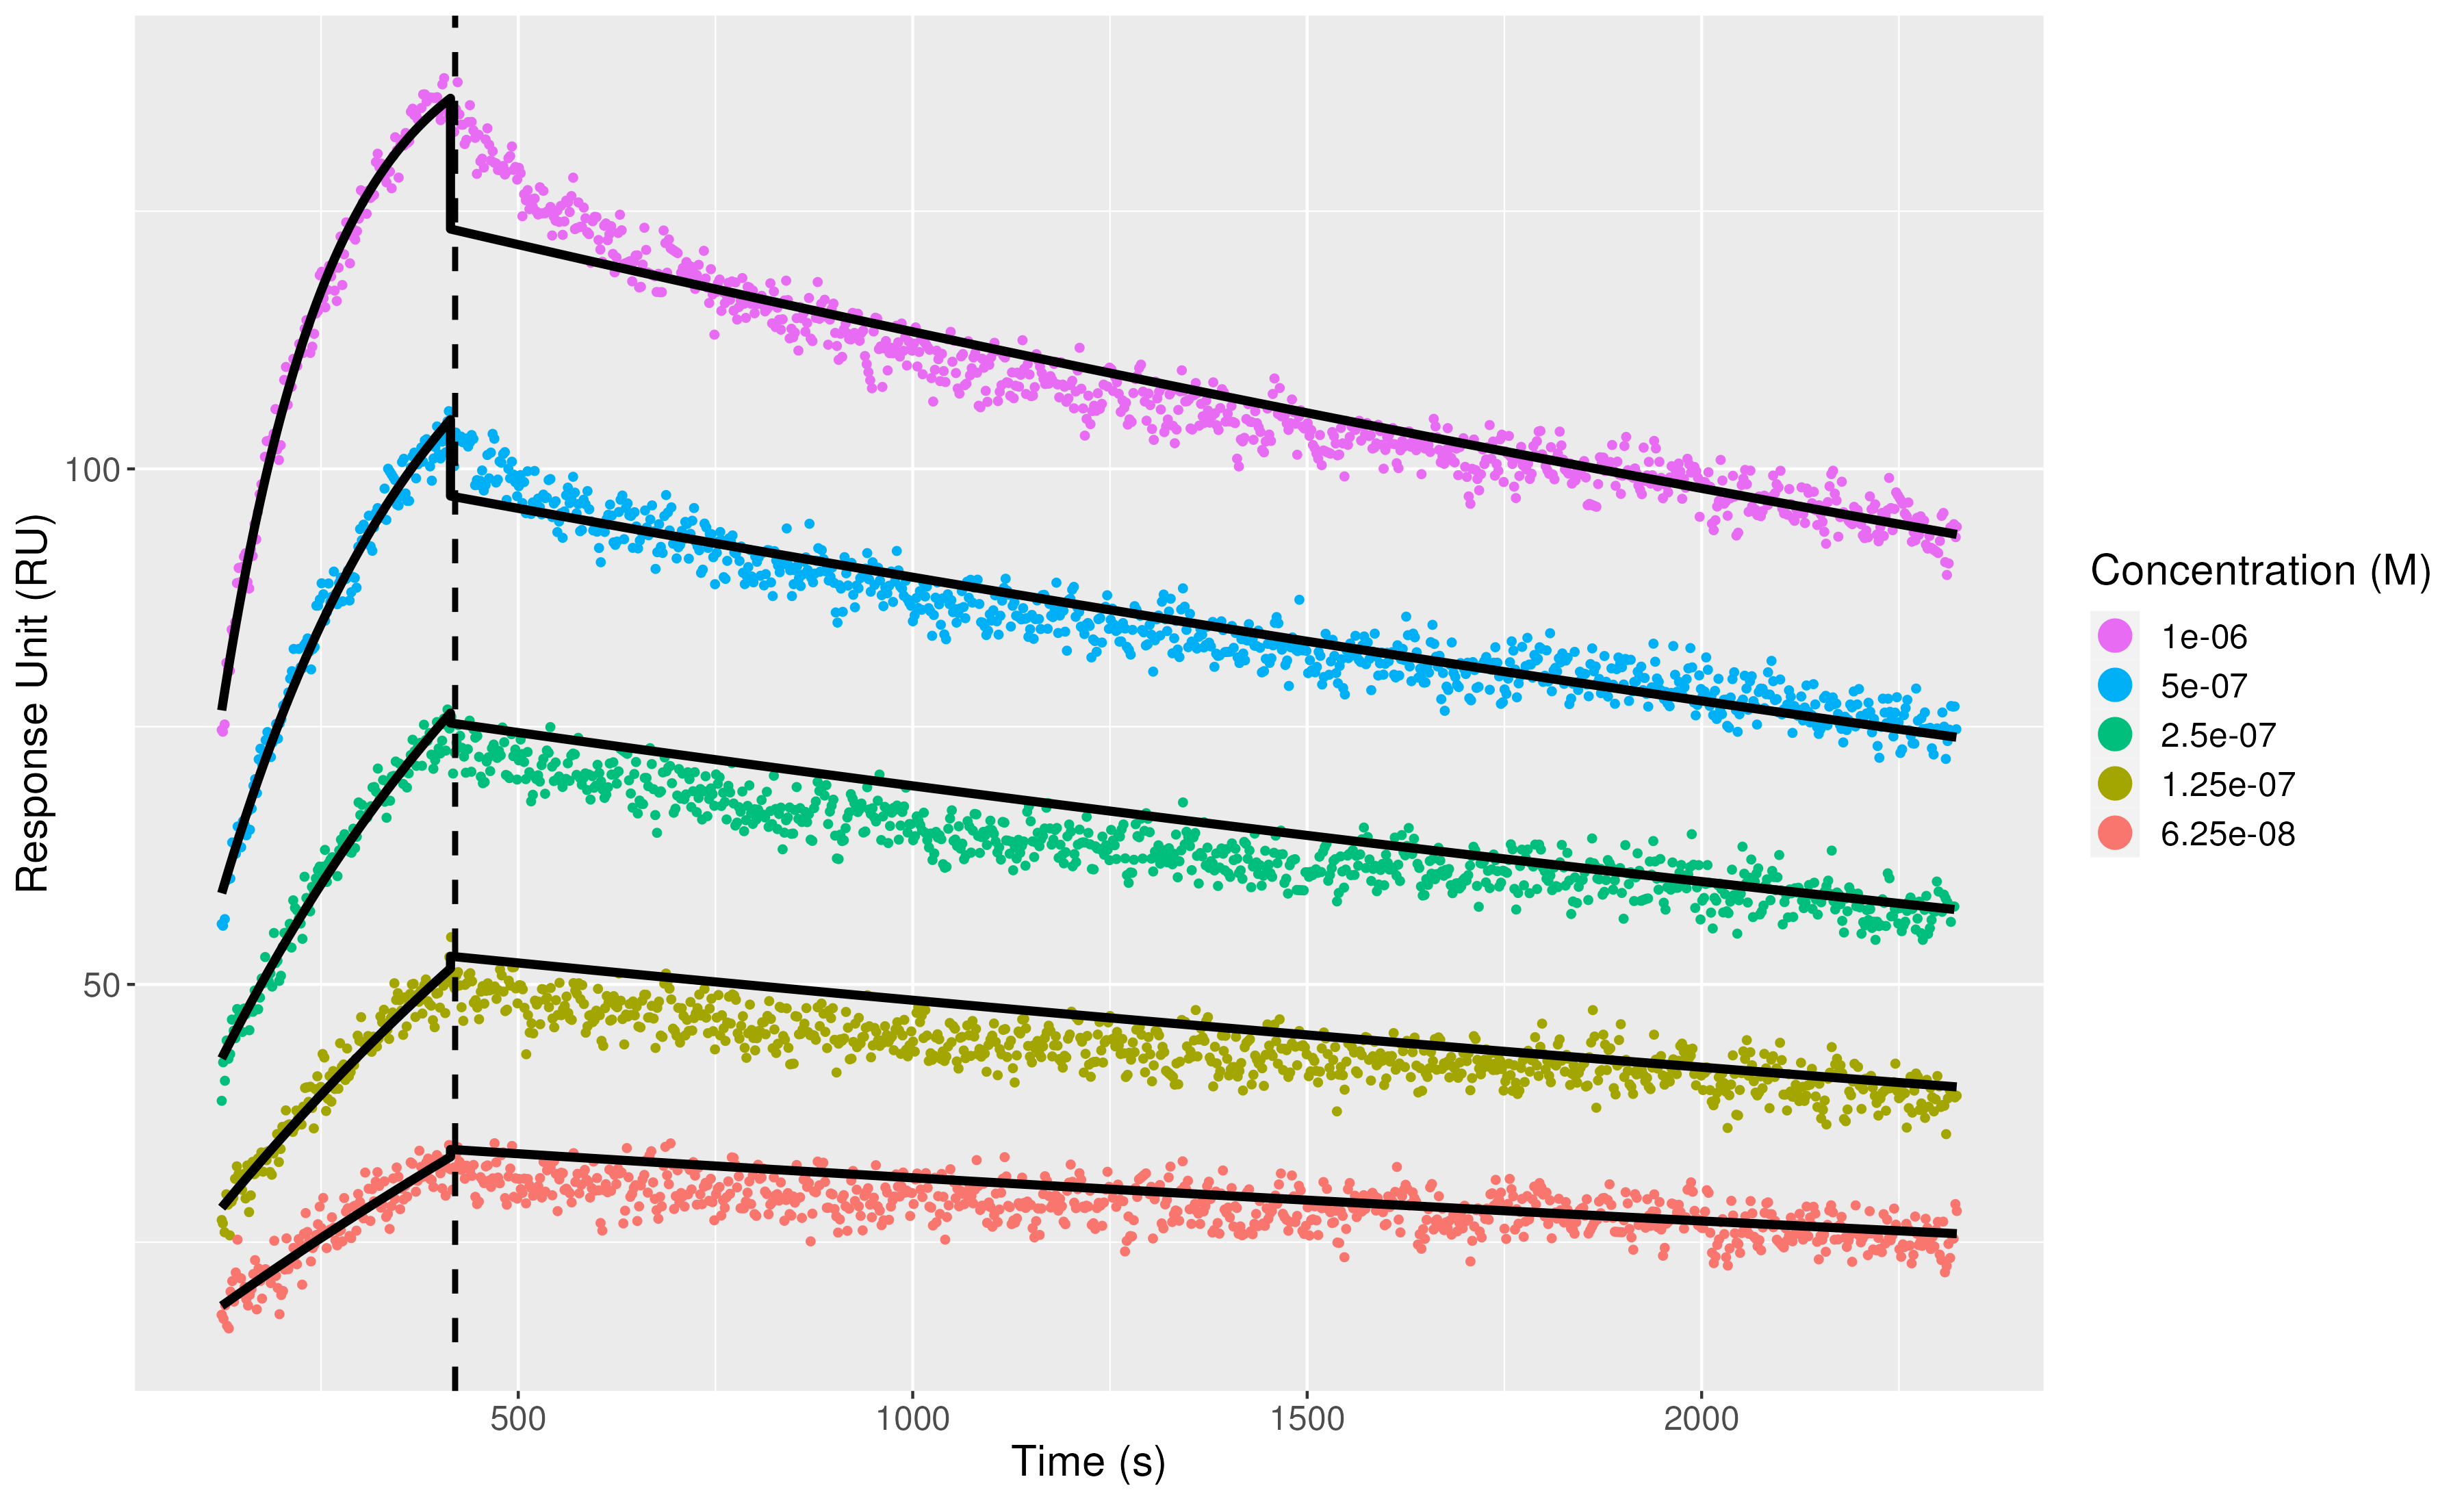 Response Unit (RU)
100
50
500 1000 1500 2000
Time (s)
Concentration (M)
1e-06
5e-07
2.5e-07
1.25e-07
6.25e-08